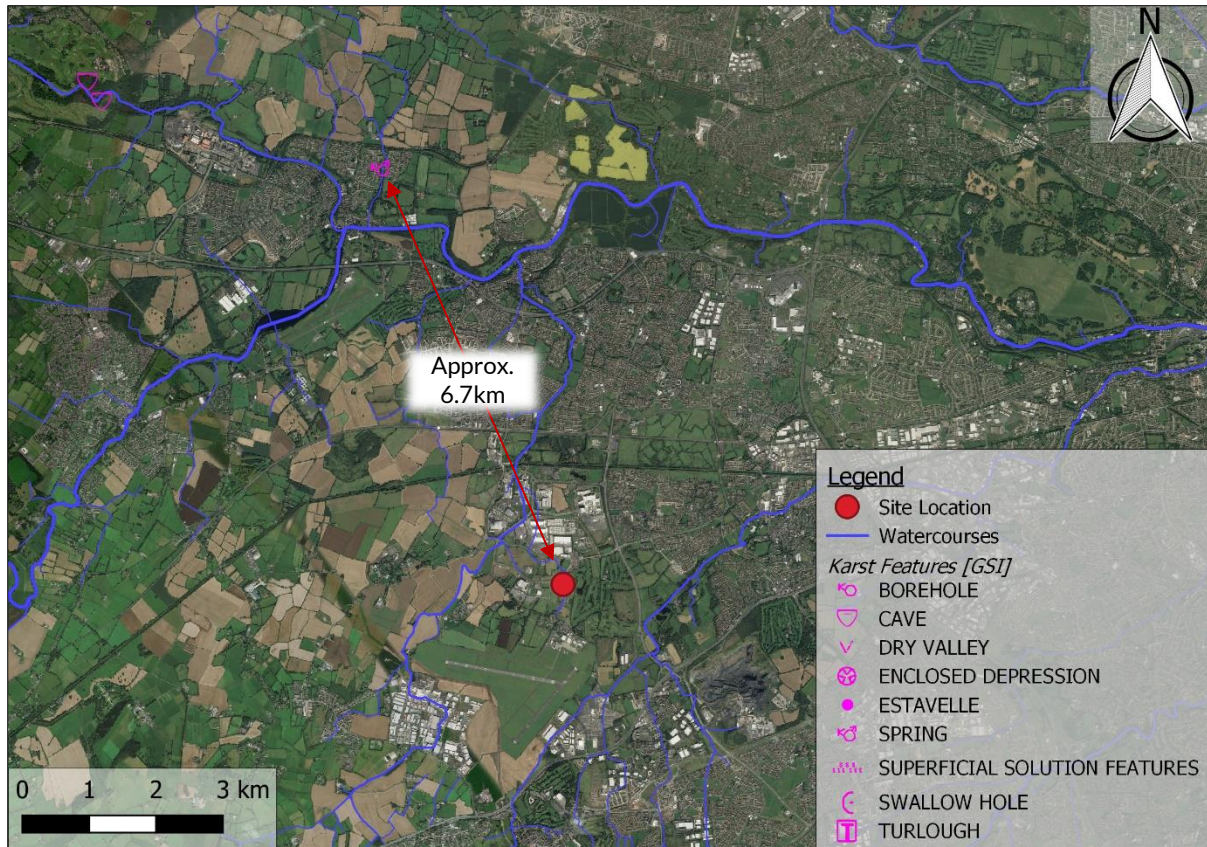 N
Approx.
6.7km
Legend
Site Location
Watercourses
Karst Features [GSI]
BOREHOLE
CAVE
DRY VALLEY
ENCLOSED DEPRESSION
ESTAVELLE
SPRING
SUPERFICIAL SOLUTION FEATURES
SWALLOW HOLE
TURLOUGH
0 1 2 3 km